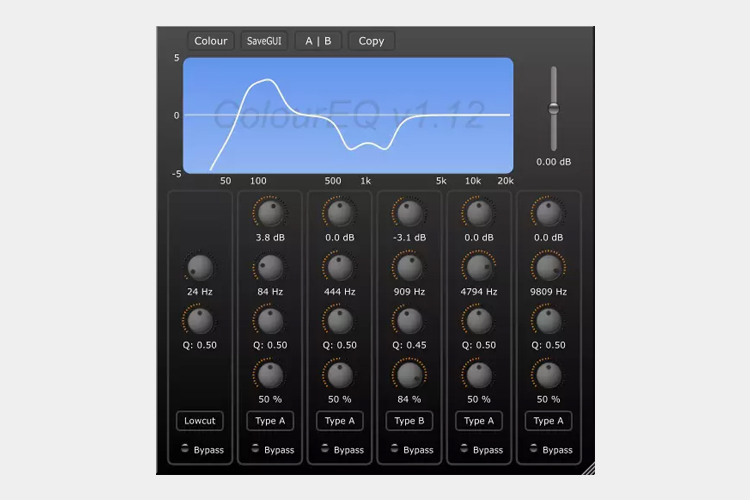 Colour SaveGUI A | B Copy
5
0
-5
ColourEQ v1.12
0.00 dB
50 100 500 1k 5k 10k 20k
3.8 dB 0.0 dB -3.1 dB 0.0 dB 0.0 dB
24 Hz 84 Hz 444 Hz 909 Hz 4794 Hz 9809 Hz
Q: 0.50 Q: 0.50 Q: 0.50 Q: 0.45 Q: 0.50 Q: 0.50
50 % 50 % 84 % 50 % 50 %
Lowcut Type A Type A Type B Type A Type A
Bypass Bypass Bypass Bypass Bypass Bypass